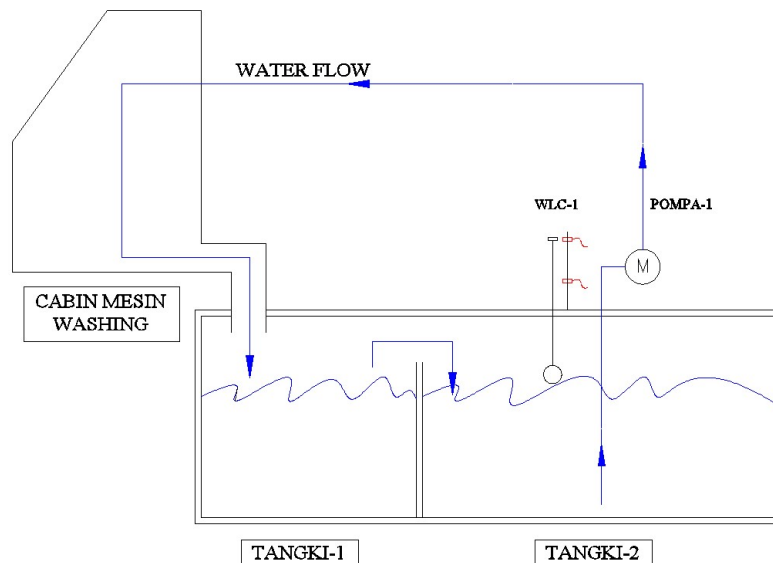 WATER FLOW
WLC-1
POMPA-1
M
CABIN MESIN
WASHING
TANGKI-1
TANGKI-2